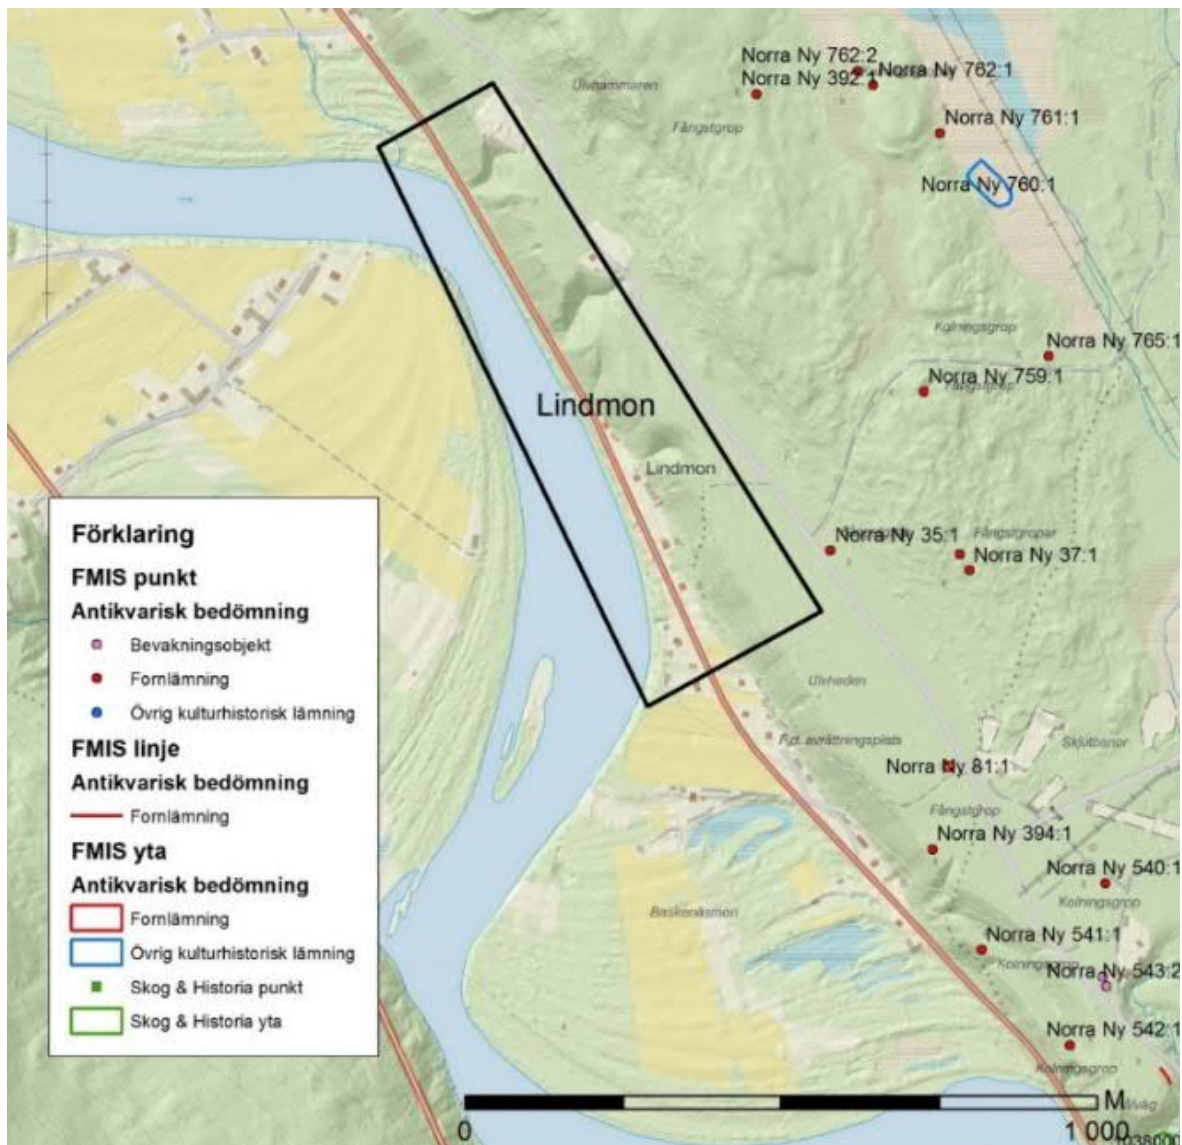 Norra Ny 762:2
Norra Ny 762:1
Norra Ny 392:1
Ulvhammaren
Fångstgrop
Norra Ny 761:1
Norra Ny 760:1
Kolningsgrop
Norra Ny 765:1
Norra Ny 759:1
Fångstgrop
Lindmon
Lindmon
Norra Ny 35:1
Fångstgropar
Norra Ny 37:1
Ulvheden
F.d. avrättningsplats
Skjutbanor
Norra Ny 81:1
Fångstgrop
Norra Ny 394:1
Norra Ny 540:1
Kolningsgrop
Baskenäsmon
Norra Ny 541:1
Kolningsgrop
Norra Ny 543:2
Norra Ny 542:1
Kolningsgrop
Förklaring
FMIS punkt
Antikvarisk bedömning
Bevakningsobjekt
Fornlämning
Övrig kulturhistorisk lämning
FMIS linje
Antikvarisk bedömning
Fornlämning
FMIS yta
Antikvarisk bedömning
Fornlämning
Övrig kulturhistorisk lämning
Skog & Historia punkt
Skog & Historia yta
M
0
1 000